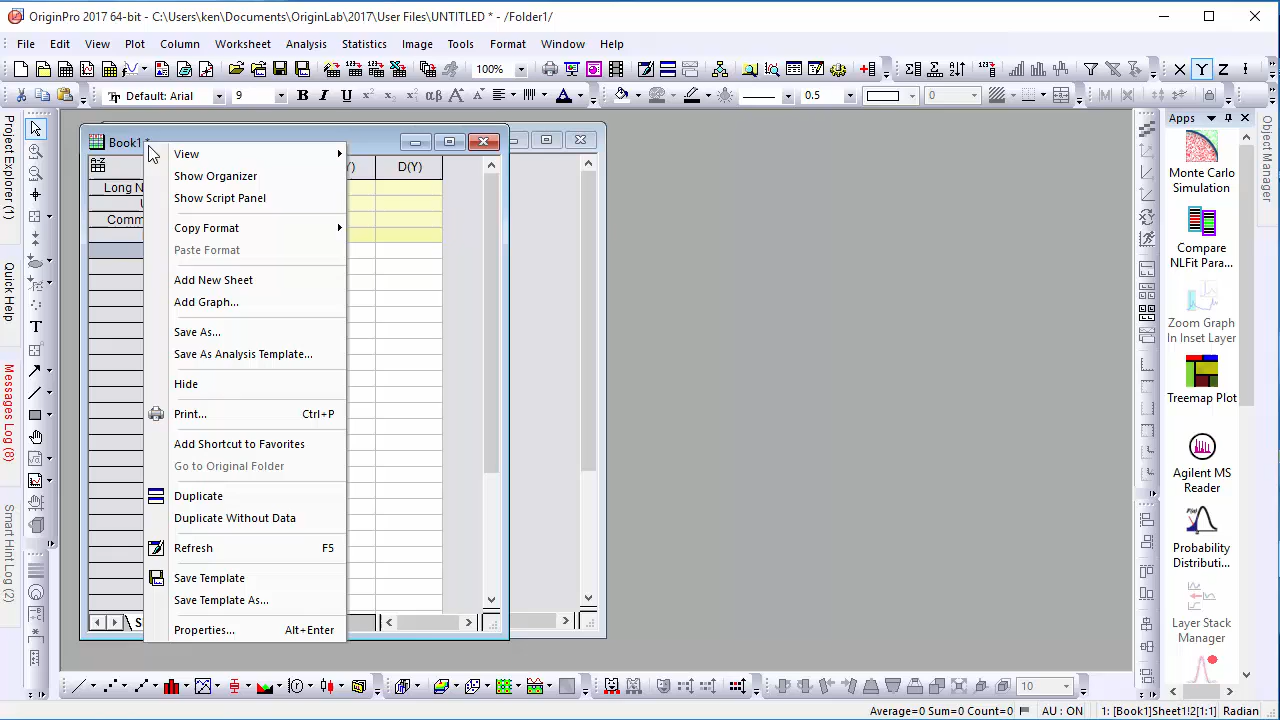 OriginPro 2017 64-bit - C:\Users\ken\Documents\OriginLab\2017\User Files\UNTITLED * - /Folder1/
File Edit View Plot Column Worksheet Analysis Statistics Image Tools Format Window Help
100%
X Y Z
Default: Arial 9 B I U 0.5 0
Project Explorer (1)
Quick Help
Messages Log (8)
Smart Hint Log (2)
Book1 *
D(Y)
Long N
U
Comm
S
View
Show Organizer
Show Script Panel
Copy Format
Paste Format
Add New Sheet
Add Graph...
Save As...
Save As Analysis Template...
Hide
Print... Ctrl+P
Add Shortcut to Favorites
Go to Original Folder
Duplicate
Duplicate Without Data
Refresh F5
Save Template
Save Template As...
Properties... Alt+Enter
Apps
Monte Carlo
Simulation
Compare
NLFit Para...
Zoom Graph
In Inset Layer
Treemap Plot
Agilent MS
Reader
Probability
Distributi...
Layer Stack
Manager
Object Manager
10
Average=0 Sum=0 Count=0 AU : ON 1: [Book1]Sheet1!2[1:1] Radian